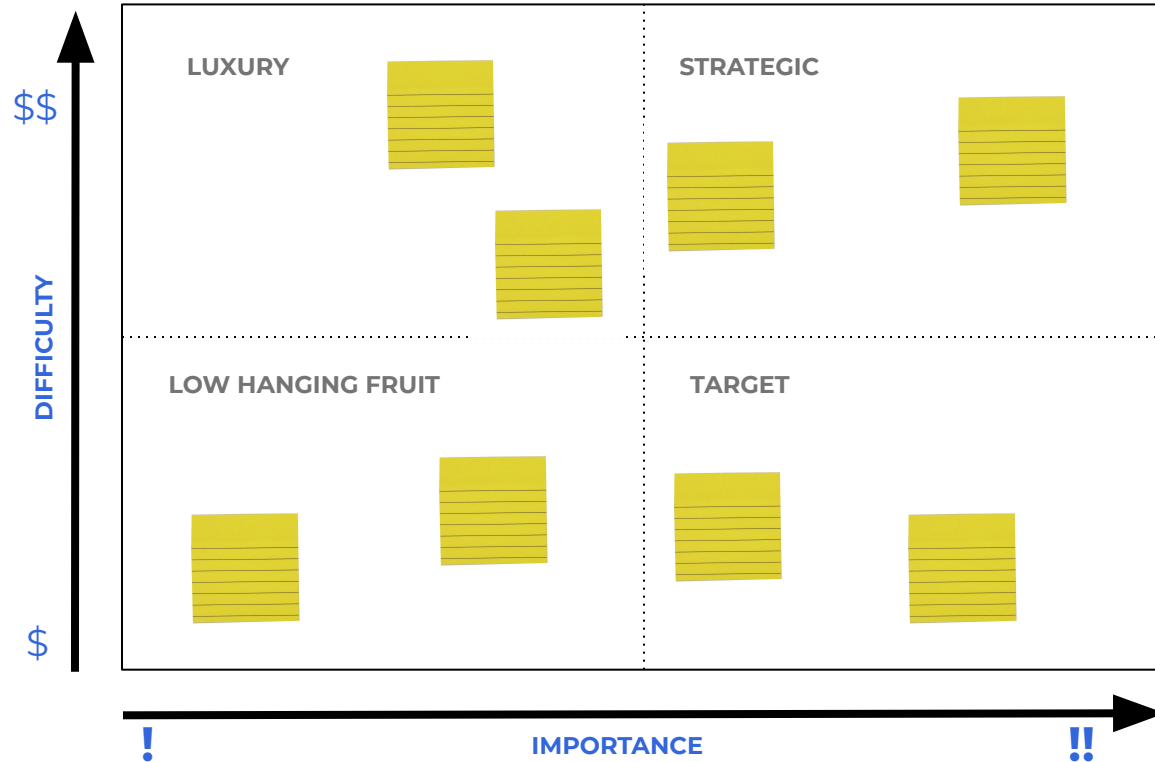 LUXURY
STRATEGIC
$$
DIFFICULTY
LOW HANGING FRUIT
TARGET
$
!
IMPORTANCE
!!